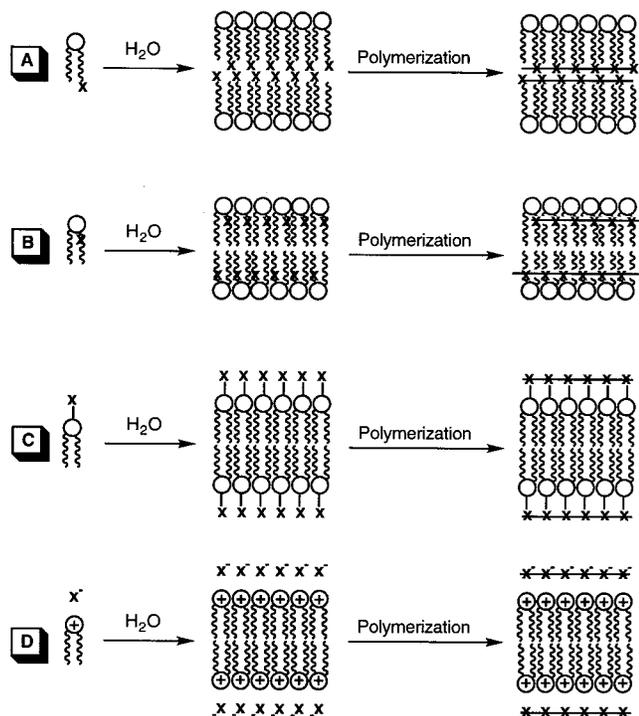 A
x
H₂O
x x x x x x
x x x x x x
Polymerization
x x x x x x
x x x x x x
B
x
H₂O
x x x x x x
x x x x x x
Polymerization
x x x x x x
x x x x x x
C
x
H₂O
x x x x x x
x x x x x x
Polymerization
x x x x x x
x x x x x x
D
x⁻
+
H₂O
x⁻ x⁻ x⁻ x⁻ x⁻ x⁻
+ + + + + +
+ + + + + +
⁻x ⁻x ⁻x ⁻x ⁻x ⁻x
Polymerization
x⁻ x⁻ x⁻ x⁻ x⁻ x⁻
+ + + + + +
+ + + + + +
x x x x x x